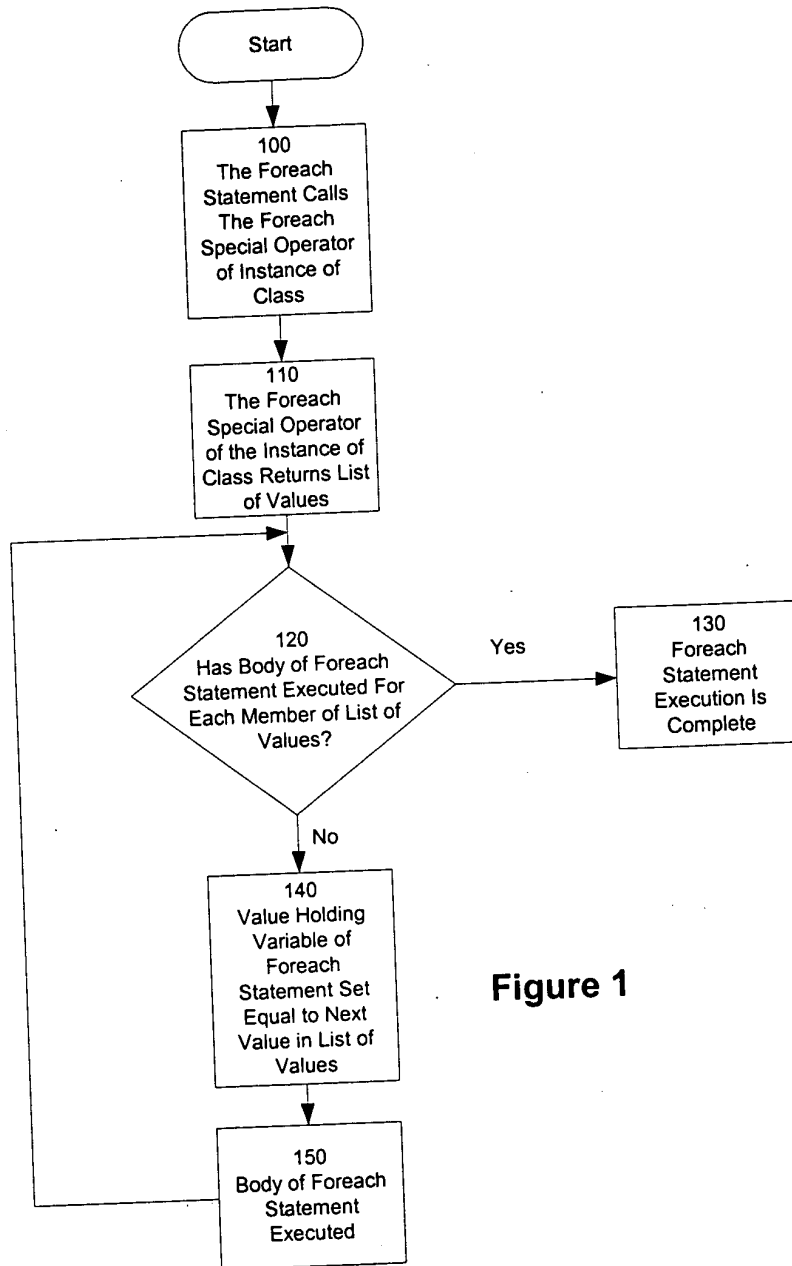 Start
100
The Foreach
Statement Calls
The Foreach
Special Operator
of Instance of
Class
110
The Foreach
Special Operator
of the Instance of
Class Returns List
of Values
120
Has Body of Foreach
Statement Executed For
Each Member of List of
Values?
Yes
130
Foreach
Statement
Execution Is
Complete
No
140
Value Holding
Variable of
Foreach
Statement Set
Equal to Next
Value in List of
Values
Figure 1
150
Body of Foreach
Statement
Executed